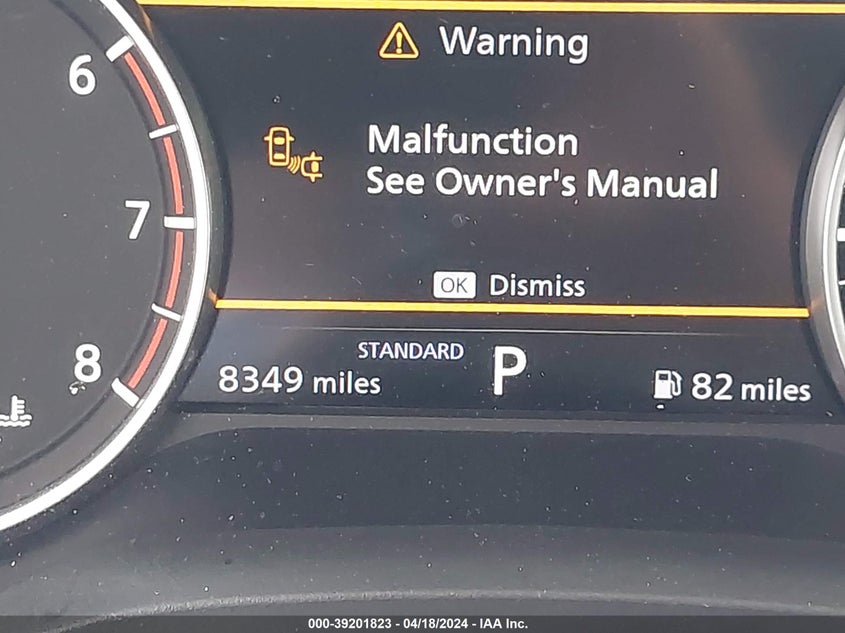 6
Warning
Malfunction
See Owner's Manual
7
OK Dismiss
8
STANDARD P
8349 miles
82 miles
000-39201823 - 04/18/2024 - IAA Inc.